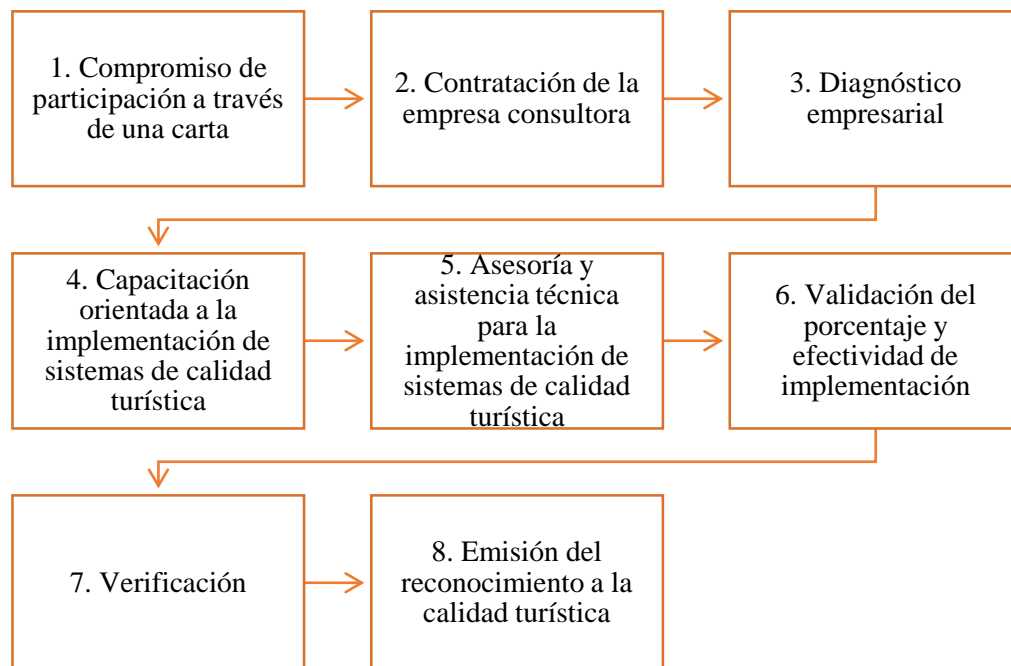 1. Compromiso de
participación a través
de una carta
2. Contratación de la
empresa consultora
3. Diagnóstico
empresarial
4. Capacitación
orientada a la
implementación de
sistemas de calidad
turística
5. Asesoría y
asistencia técnica
para la
implementación de
sistemas de calidad
turística
6. Validación del
porcentaje y
efectividad de
implementación
7. Verificación
8. Emisión del
reconocimiento a la
calidad turística